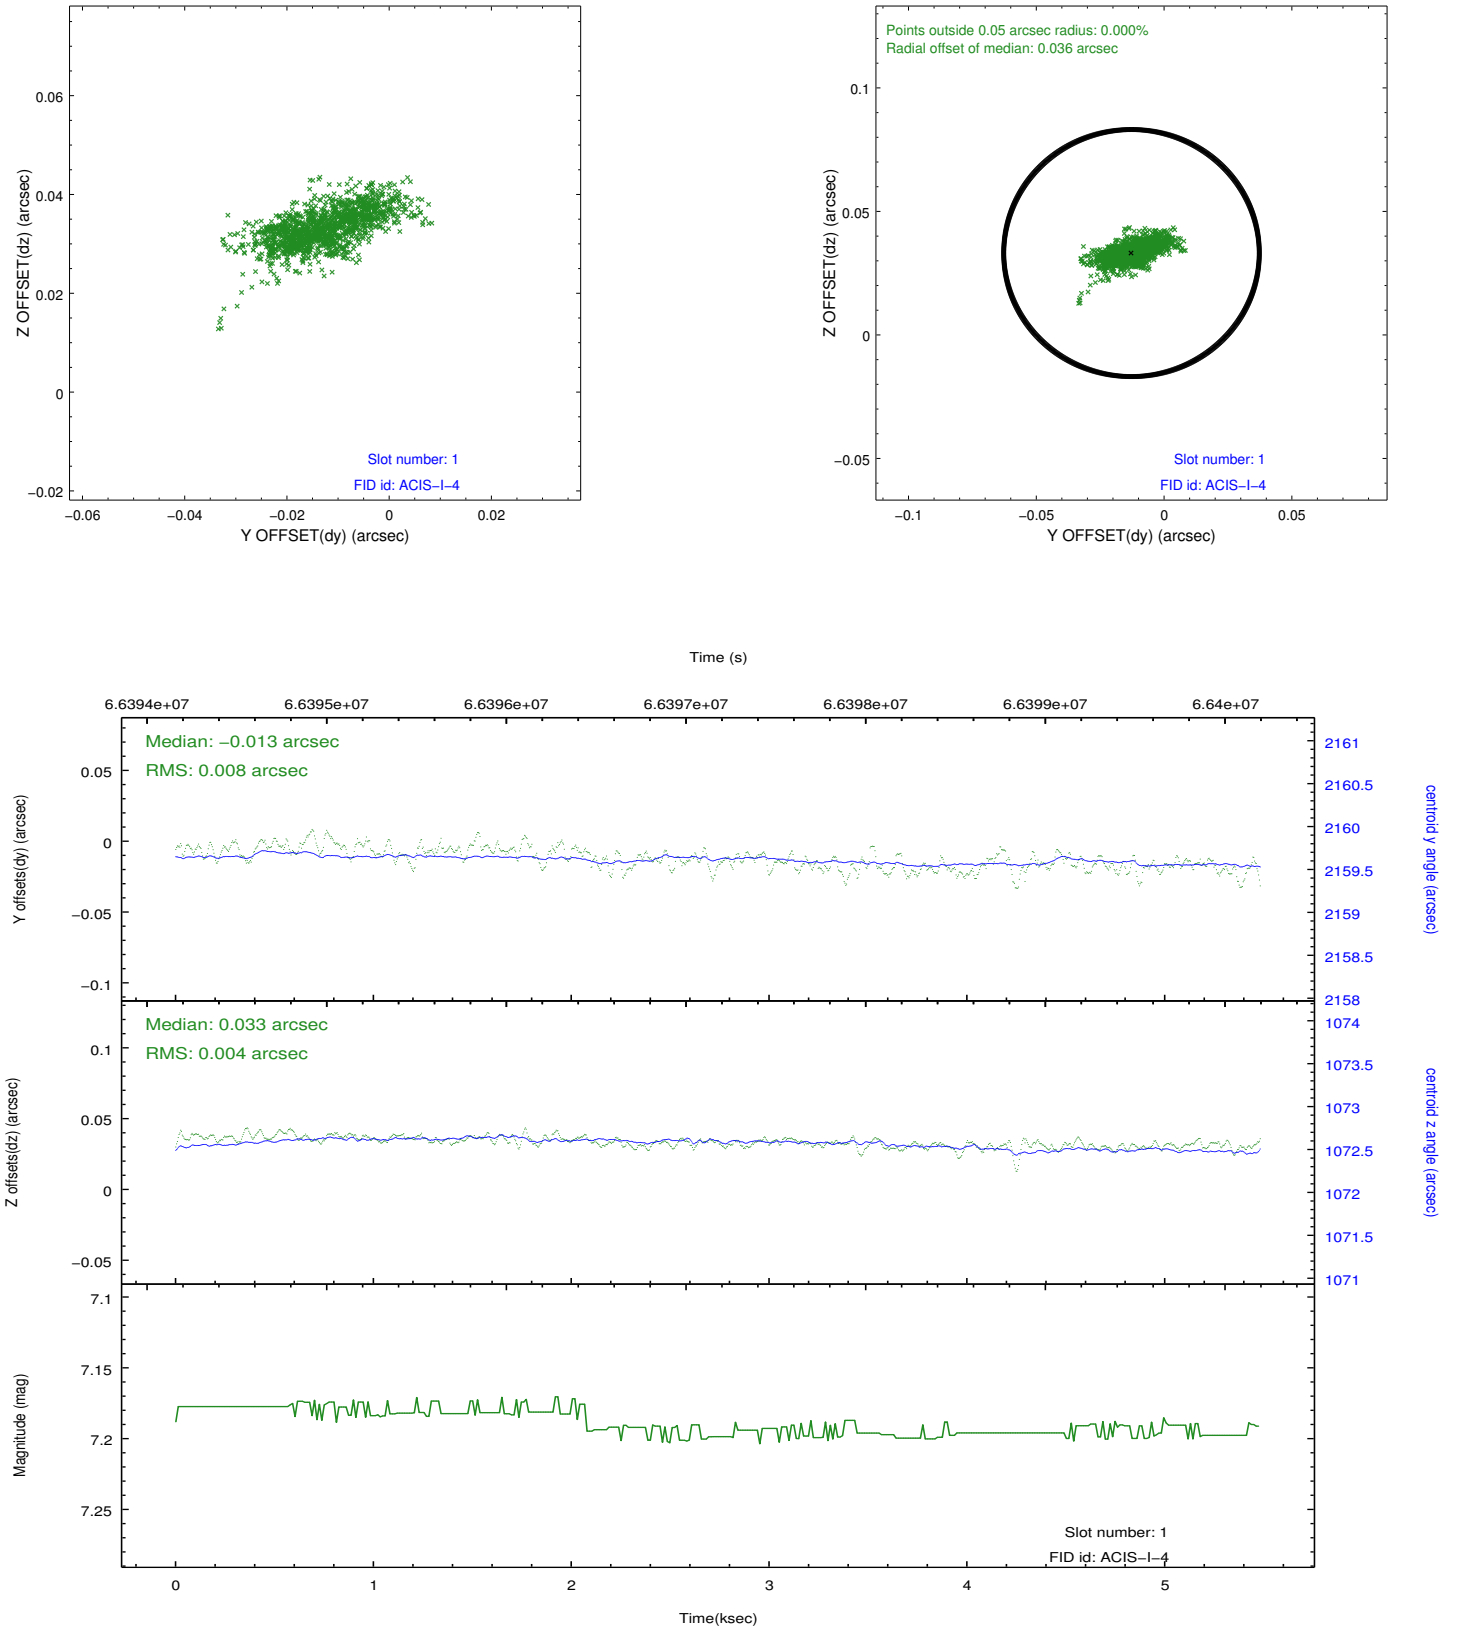 0.06
0.04
0.02
0
−0.02
Z OFFSET(dz) (arcsec)
Slot number: 1
FID id: ACIS−I−4
−0.06 −0.04 −0.02 0 0.02
Y OFFSET(dy) (arcsec)
Points outside 0.05 arcsec radius: 0.000%
Radial offset of median: 0.036 arcsec
0.1
0.05
0
−0.05
Z OFFSET(dz) (arcsec)
Slot number: 1
FID id: ACIS−I−4
−0.1 −0.05 0 0.05
Y OFFSET(dy) (arcsec)
Time (s)
6.6394e+07 6.6395e+07 6.6396e+07 6.6397e+07 6.6398e+07 6.6399e+07 6.64e+07
Median: −0.013 arcsec
RMS: 0.008 arcsec
0.05
0
−0.05
−0.1
Y offsets(dy) (arcsec)
2161
2160.5
2160
2159.5
2159
2158.5
2158
centroid y angle (arcsec)
Median: 0.033 arcsec
RMS: 0.004 arcsec
0.1
0.05
0
−0.05
Z offsets(dz) (arcsec)
1074
1073.5
1073
1072.5
1072
1071.5
1071
centroid z angle (arcsec)
7.1
7.15
7.2
7.25
Magnitude (mag)
Slot number: 1
FID id: ACIS−I−4
0 1 2 3 4 5
Time(ksec)